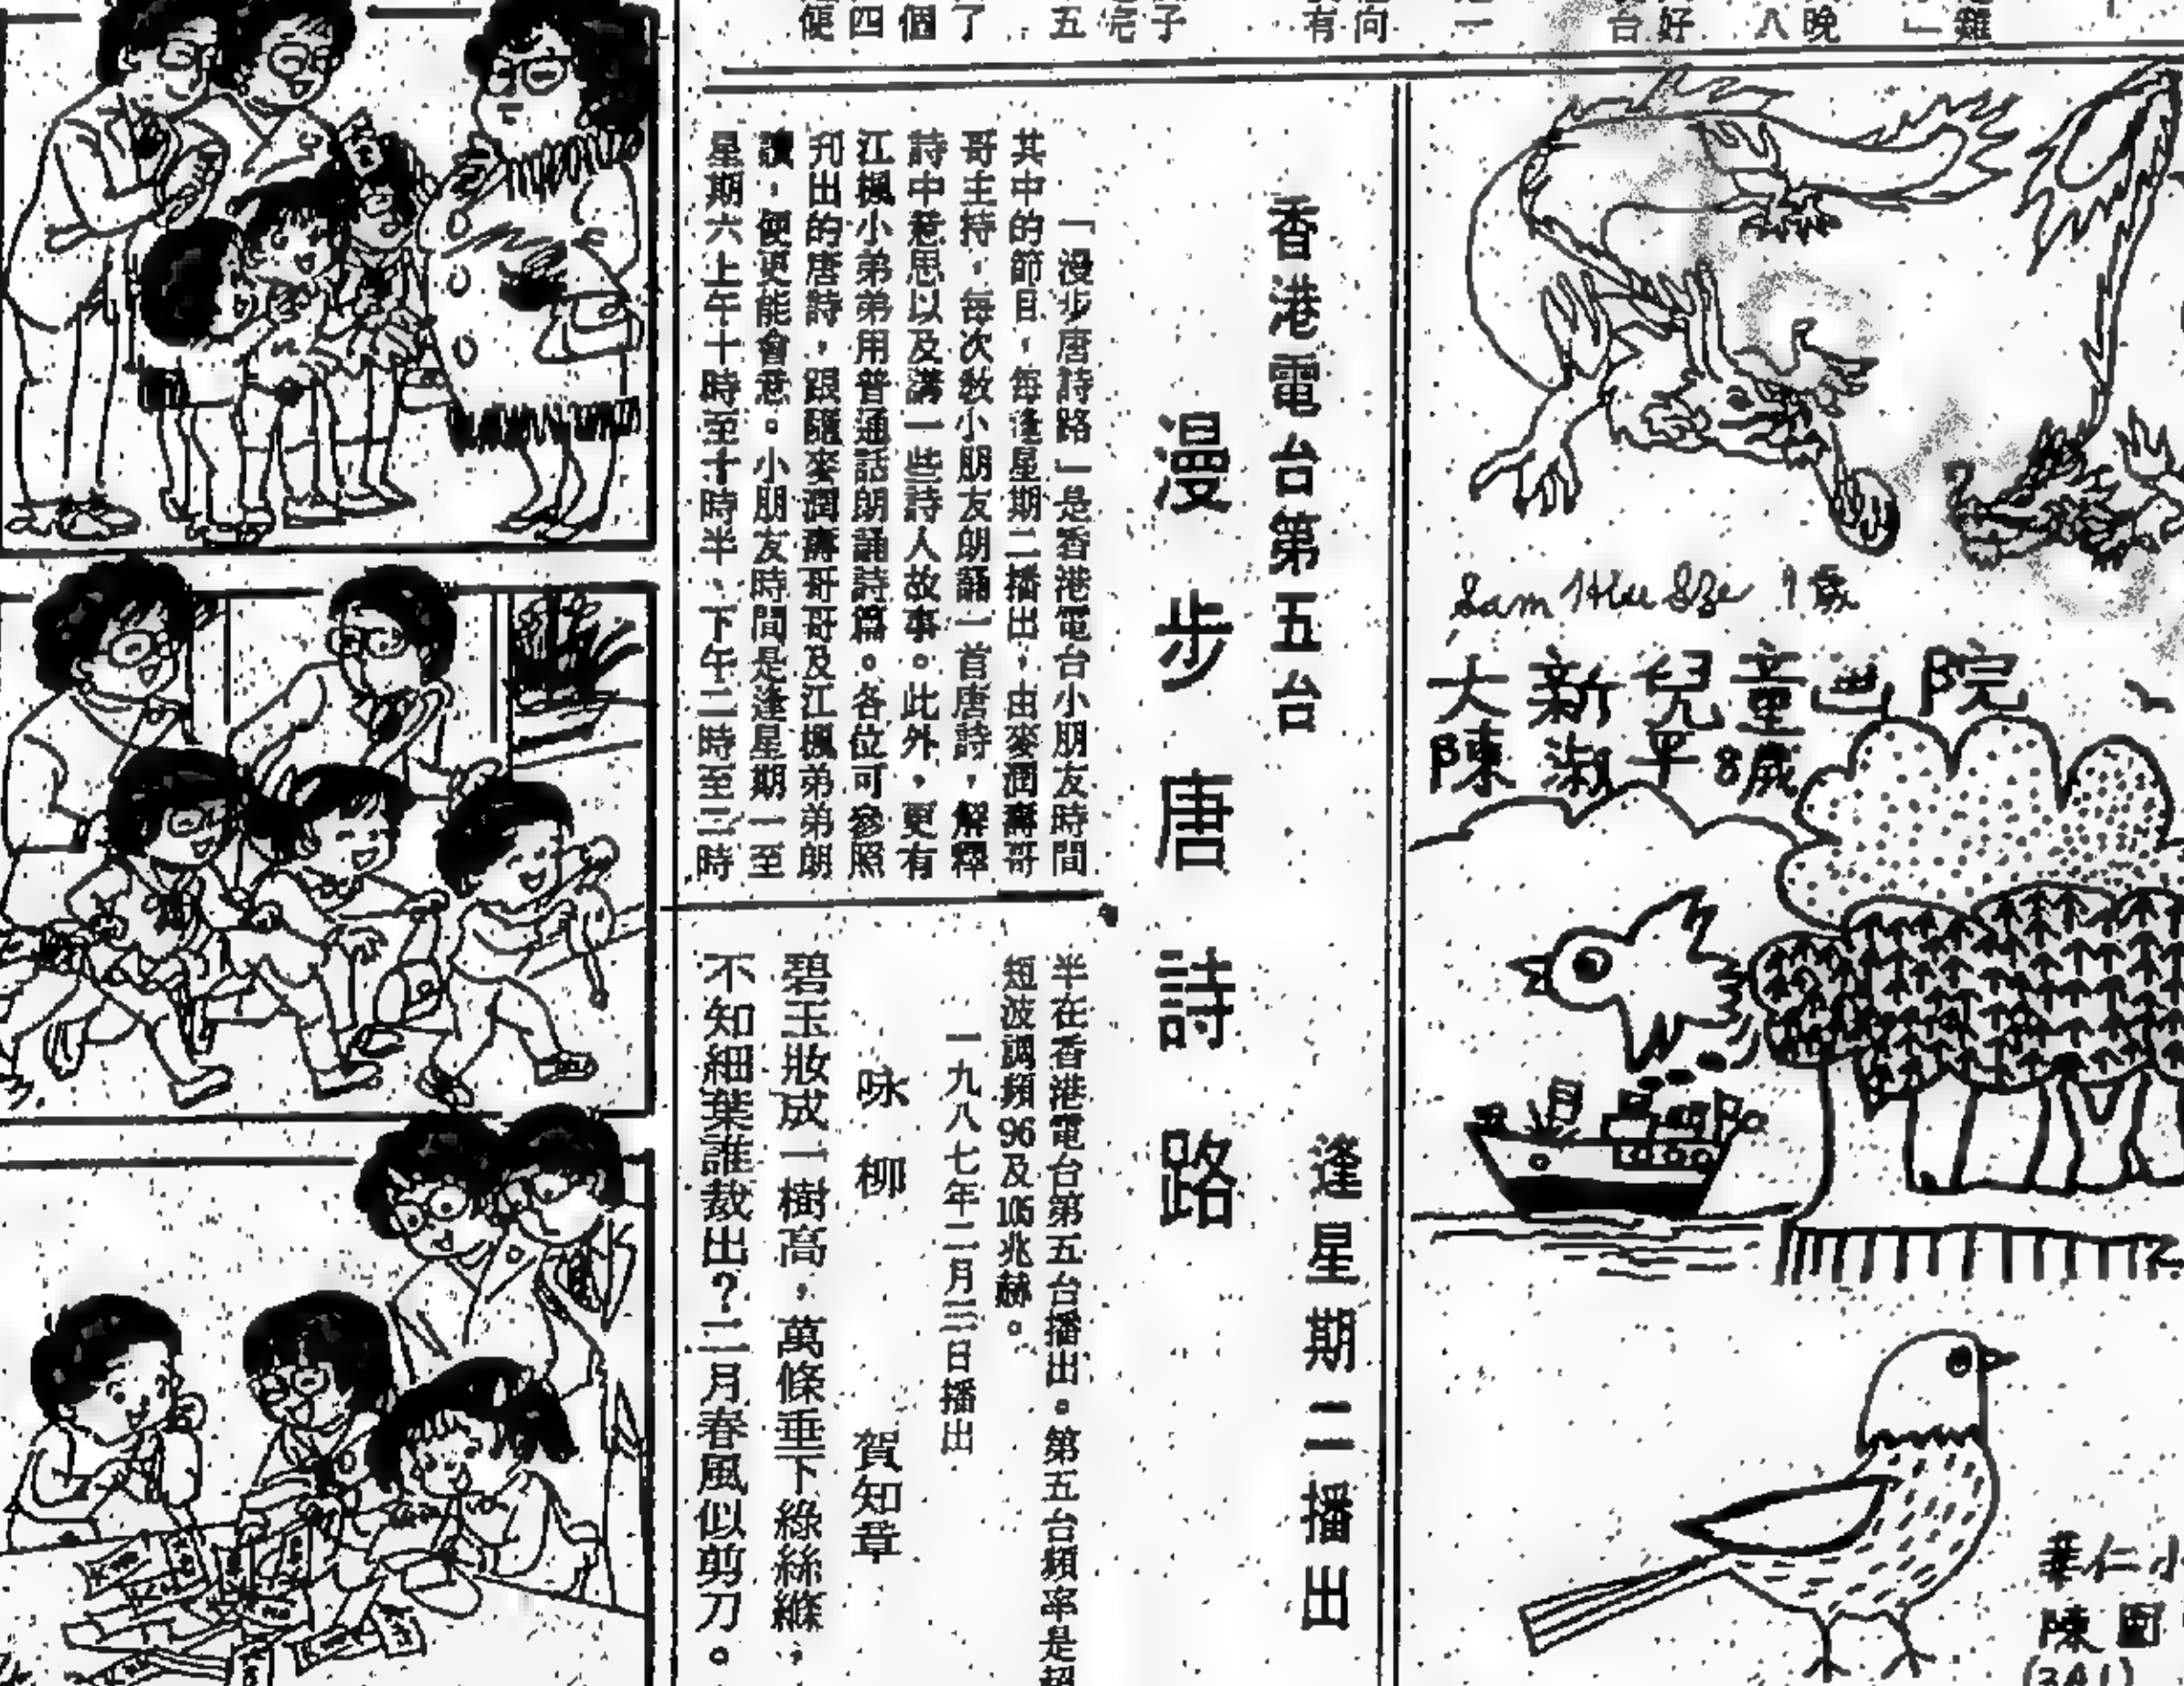 香港電台第五台
漫步唐詩路
逢星期二播出
「漫步唐詩路」是香港電台小朋友時間
其中的節目，每逢星期二播出，由麥潤壽哥
哥主持，每次敎小朋友朗誦一首唐詩，解釋
詩中意思以及講一些詩人故事。此外，更有
江楓小弟弟用普通話朗誦詩篇。各位可參照
刋出的唐詩，跟隨麥潤壽哥哥及江楓弟弟朗
讀，便更能會意。小朋友時間是逢星期一至
星期六上午十時至十時半，下午二時至三時
半在香港電台第五台播出。第五台頻率是超
短波調頻96及105兆赫。
一九八七年二月三日播出
咏柳 賀知章
碧玉妝成一樹高，萬條垂下綠絲縧，
不知細葉誰裁出？二月春風似剪刀。
Sam
大新兒童 院
陳淑平8歲
葉仁小
陳